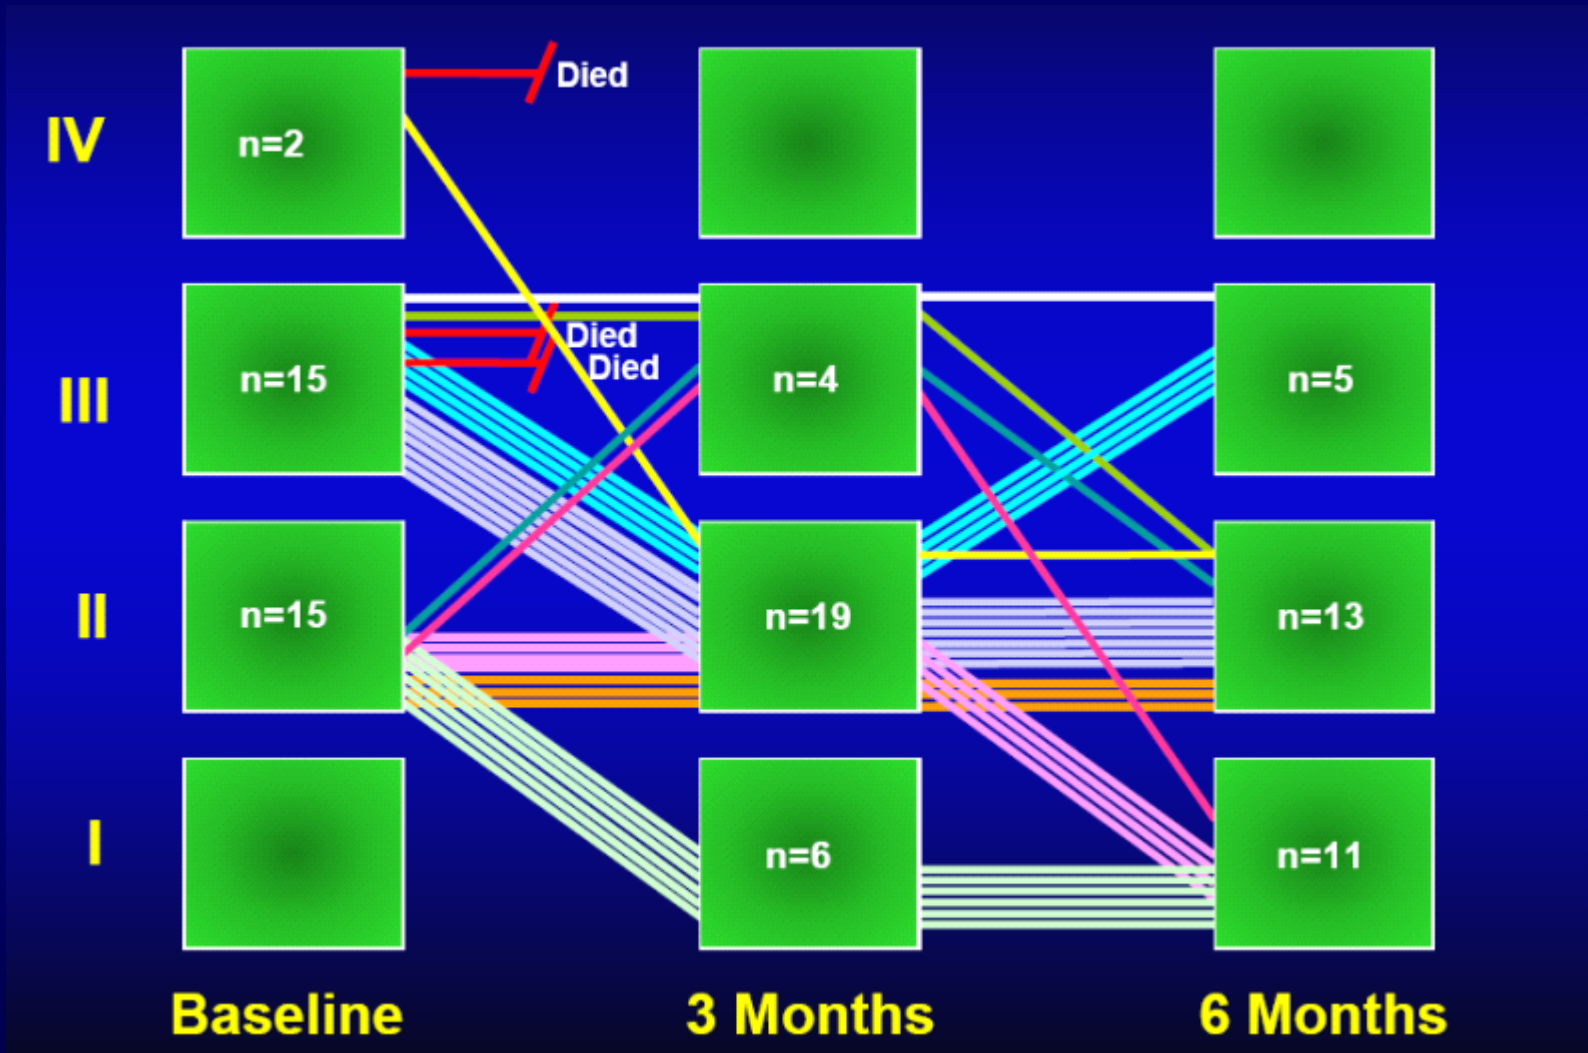 Died
IV
n=2
Died
Died
III
n=15
n=4
n=5
II
n=15
n=19
n=13
I
n=6
n=11
Baseline
3 Months
6 Months